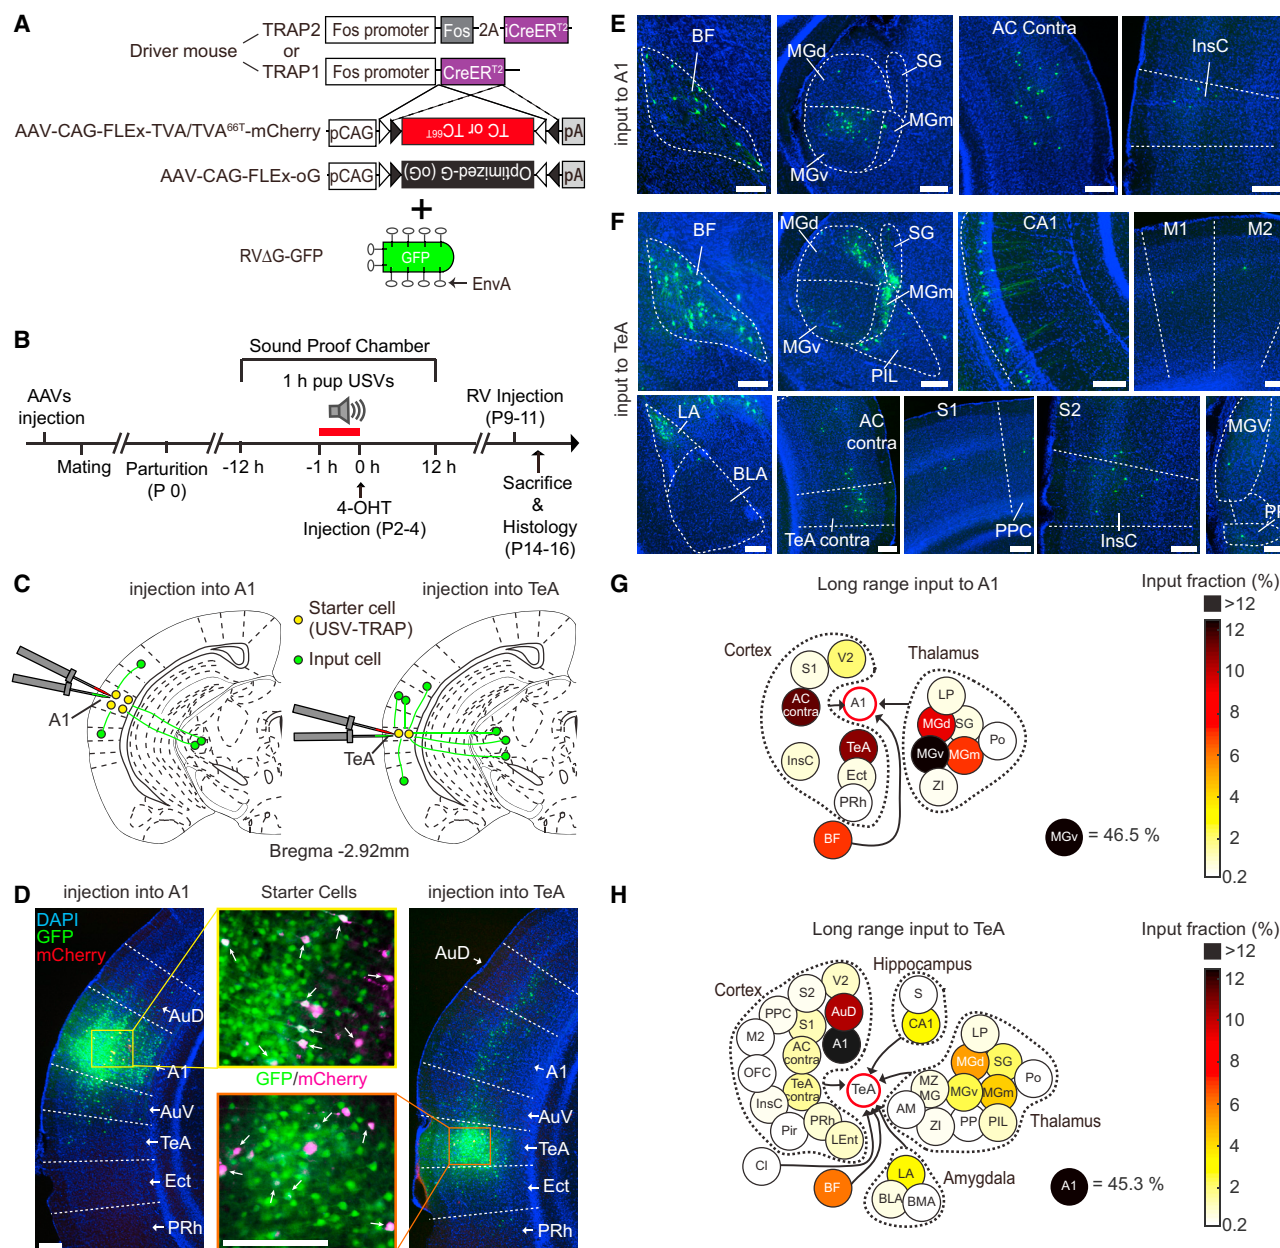 A
Driver mouse
TRAP2
or
TRAP1
Fos promoter
Fos
2A
iCreERT2
Fos promoter
CreERT2
AAV-CAG-FLEx-TVA/TVA66T-mCherry
pCAG
TC or TC66T
pA
AAV-CAG-FLEx-oG
pCAG
Optimized-G (oG)
pA
+
RVΔG-GFP
GFP
EnvA
B
Sound Proof Chamber
1 h pup USVs
AAVs
injection
RV Injection
(P9-11)
Mating
Parturition
(P 0)
-12 h
-1 h
0 h
12 h
4-OHT
Injection (P2-4)
Sacrifice
&
Histology
(P14-16)
C
injection into A1
injection into TeA
Starter cell
(USV-TRAP)
Input cell
A1
TeA
Bregma -2.92mm
D
injection into A1
Starter Cells
injection into TeA
DAPI
GFP
mCherry
AuD
A1
AuV
TeA
Ect
PRh
GFP/mCherry
AuD
A1
AuV
TeA
Ect
PRh
E
input to A1
BF
MGd
SG
MGm
MGv
AC Contra
InsC
F
input to TeA
BF
MGd
SG
MGm
MGv
PIL
CA1
M1
M2
LA
BLA
AC
contra
TeA contra
S1
PPC
S2
InsC
MGV
G
Long range input to A1
Input fraction (%)
>12
12
10
8
6
4
2
0.2
Cortex
Thalamus
V2
S1
AC
contra
A1
TeA
InsC
Ect
PRh
BF
LP
MGd
SG
Po
MGv
MGm
ZI
MGv = 46.5 %
H
Long range input to TeA
Input fraction (%)
>12
12
10
8
6
4
2
0.2
Cortex
Hippocampus
V2
S2
PPC
S1
AuD
M2
AC
contra
A1
OFC
TeA
contra
InsC
PRh
Pir
LEnt
S
CA1
TeA
LP
MGd
SG
Po
MZ
MG
MGv
MGm
AM
ZI
PP
PIL
Thalamus
Cl
BF
LA
BLA
BMA
Amygdala
A1 = 45.3 %